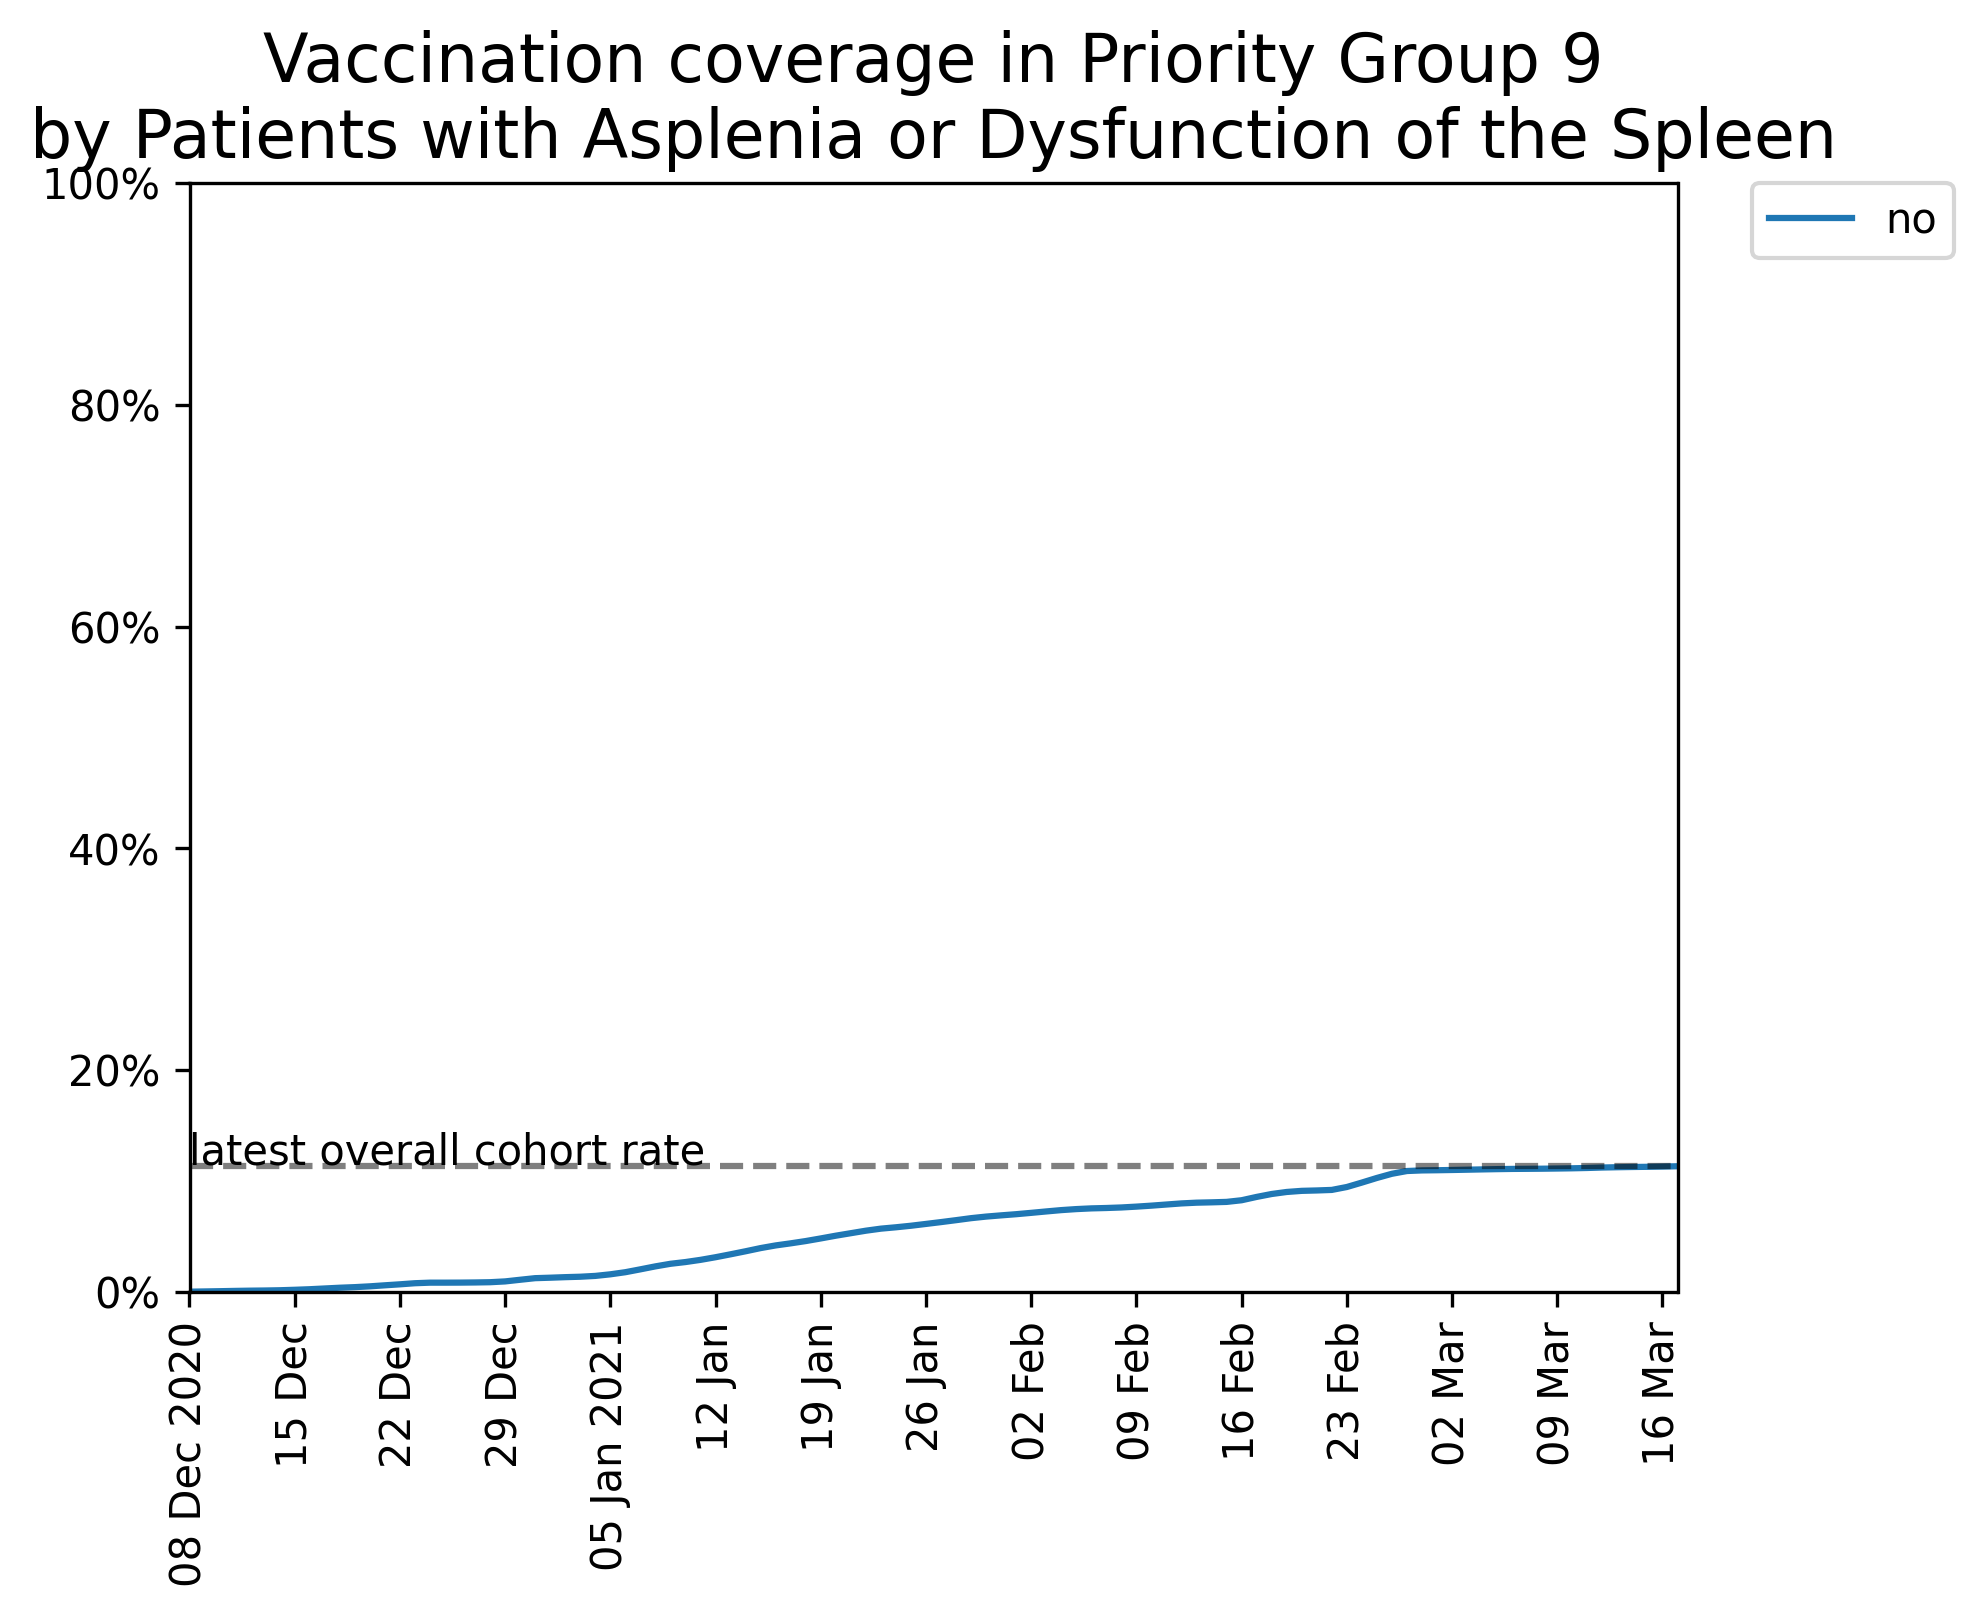 Vaccination coverage in Priority Group 9
by Patients with Asplenia or Dysfunction of the Spleen
100%
no
80%
60%
40%
20%
latest overall cohort rate
0%
08 Dec 2020
15 Dec
22 Dec
29 Dec
05 Jan 2021
12 Jan
19 Jan
26 Jan
02 Feb
09 Feb
16 Feb
23 Feb
02 Mar
09 Mar
16 Mar